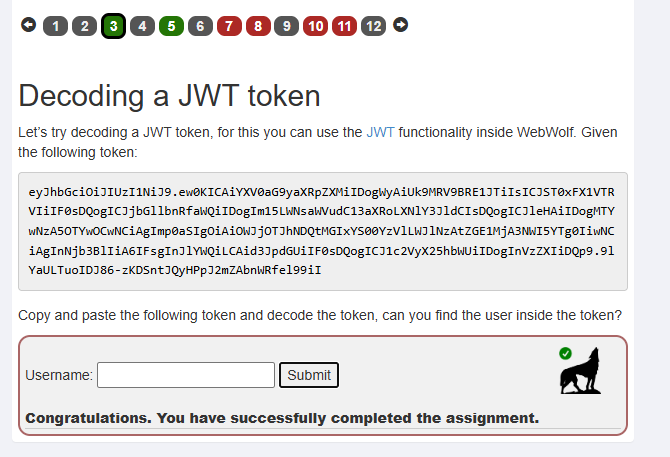 1 2 3 4 5 6 7 8 9 10 11 12
Decoding a JWT token
Let's try decoding a JWT token, for this you can use the JWT functionality inside WebWolf. Given
the following token:
eyJhbGciOiJIUzI1NiJ9.ew0KICAiYXV0aG9yaXRpZXMiIDogWyAiUk9MRV9BRE1JTiIsICJST0xFX1VTR
VIiIF0sDQogICJjbGllbnRfaWQiIDogIm15LWNsaWVudC13aXRoLXNlY3JldCIsDQogICJleHAiIDogMTY
wNzA5OTYwOCwNCiAgImp0aSIgOiAiOWJjOTJhNDQtMGIxYS00YzVlLWJlNzAtZGE1MjA3NWI5YTg0IiwNC
iAgInNjb3BlIiA6IFsgInJlYWQiLCAid3JpdGUiIF0sDQogICJ1c2VyX25hbWUiIDogInVzZXIiDQp9.9l
YaULTuoIDJ86-zKDSntJQyHPpJ2mZAbnWRfel99iI
Copy and paste the following token and decode the token, can you find the user inside the token?
Username: Submit
Congratulations. You have successfully completed the assignment.